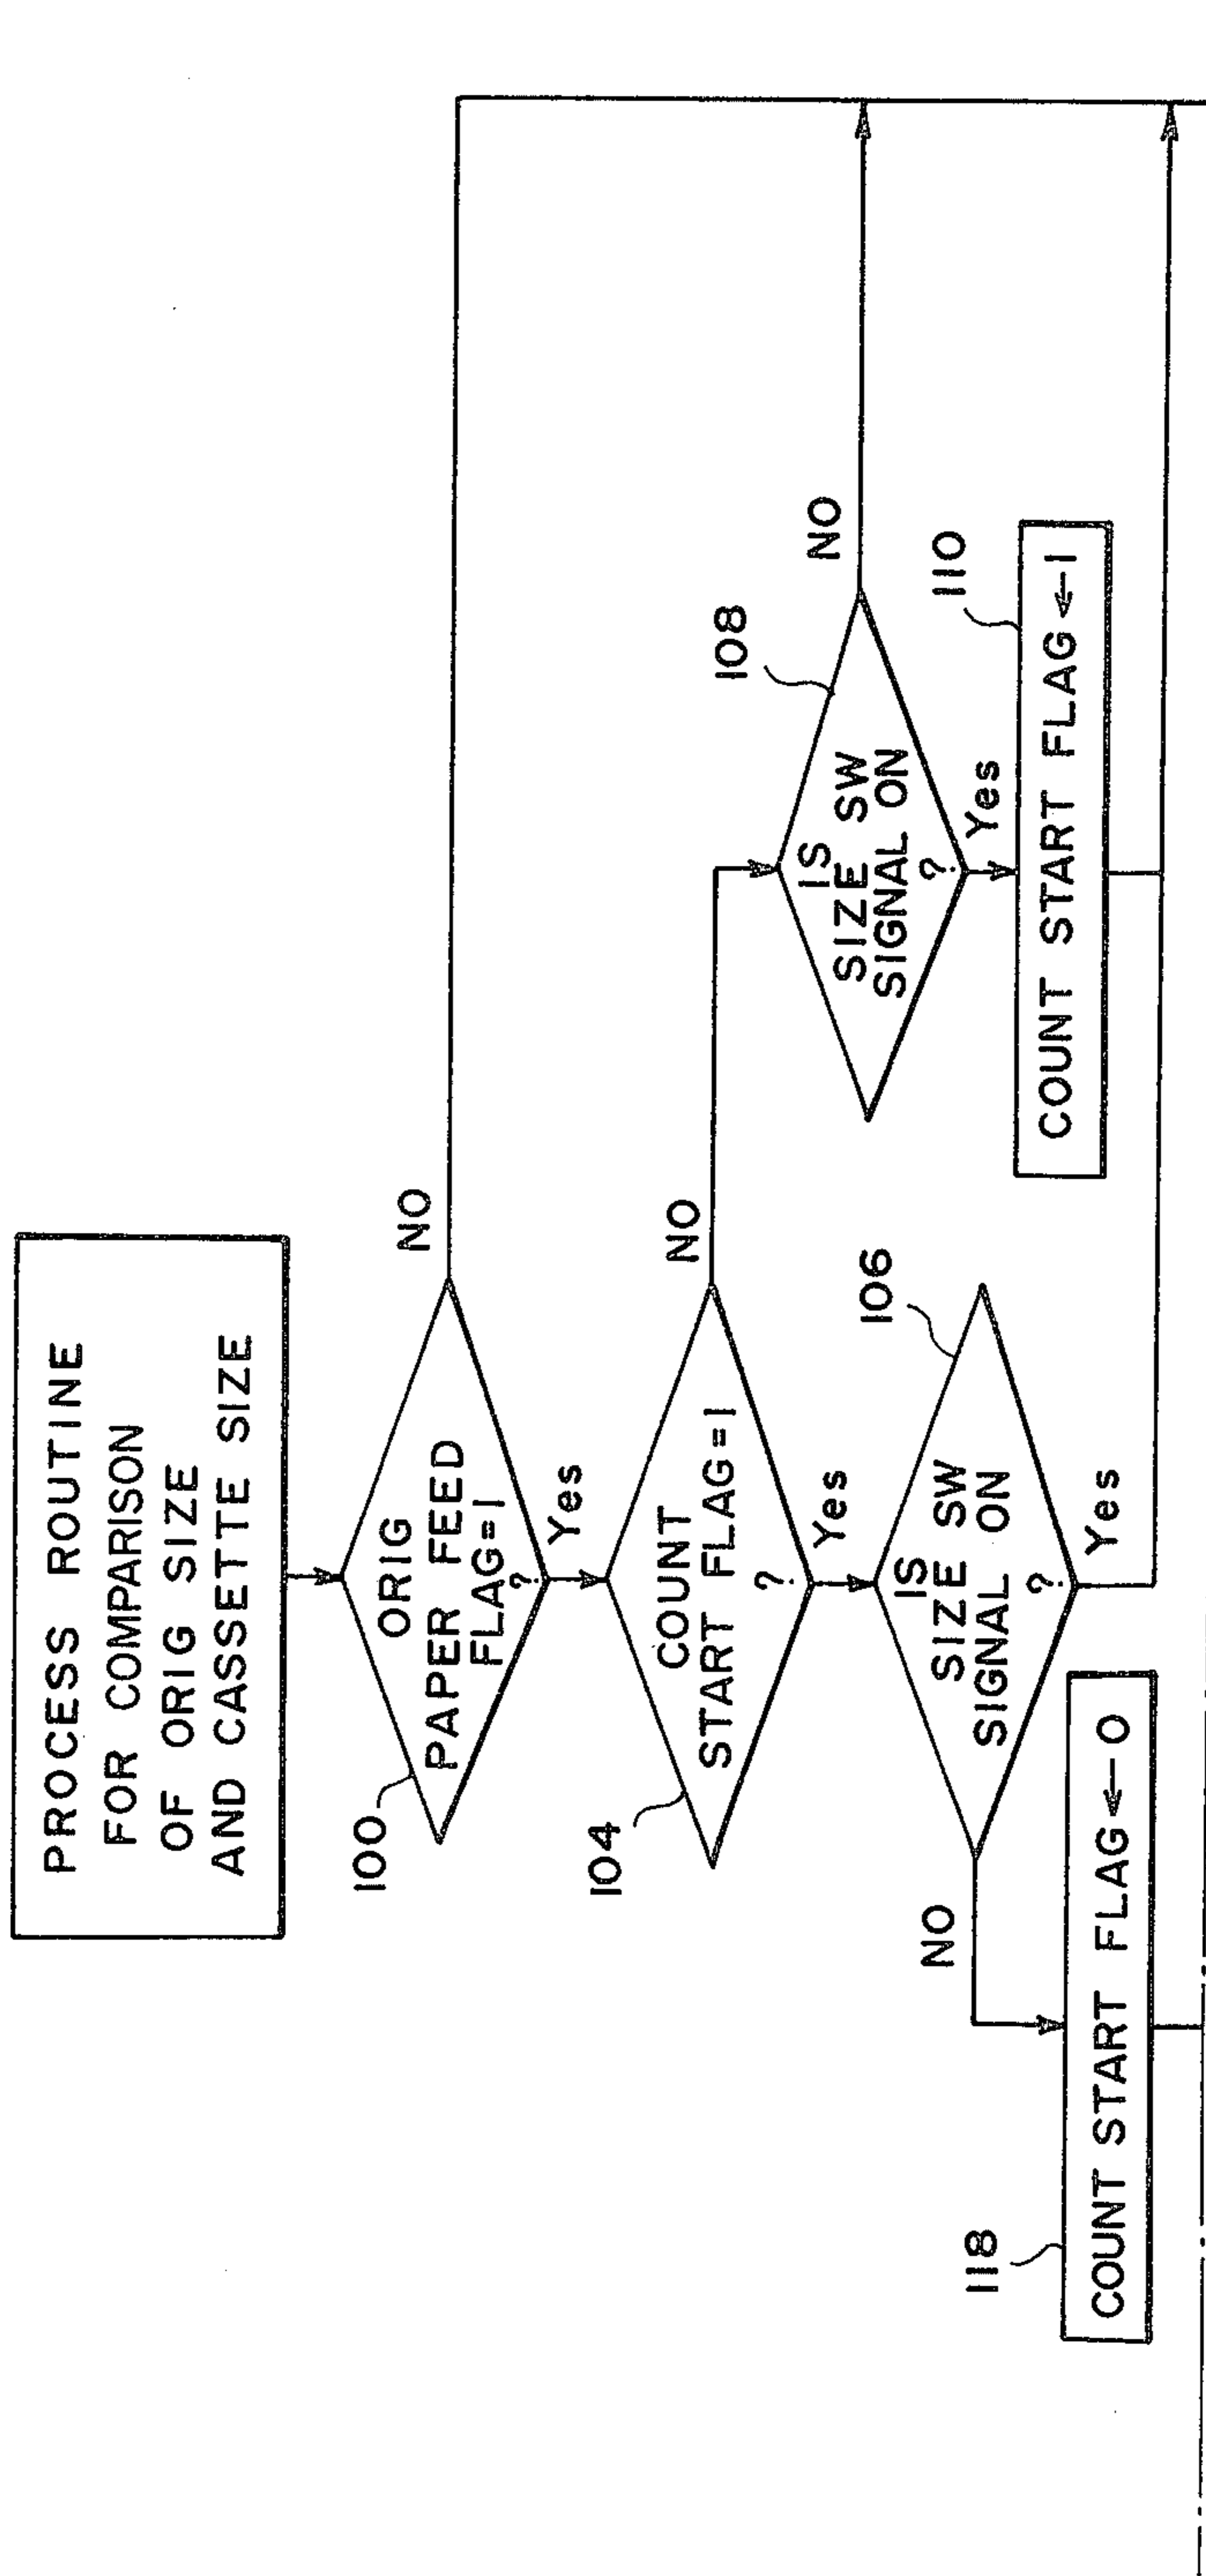 PROCESS ROUTINE
FOR COMPARISON
OF ORIG SIZE
AND CASSETTE SIZE
100
ORIG
PAPER FEED
FLAG=1
?
NO
Yes
104
COUNT
START FLAG=1
?
NO
Yes
106
IS
SIZE SW
SIGNAL ON
?
NO
Yes
108
IS
SIZE SW
SIGNAL ON
?
NO
Yes
110
COUNT START FLAG←1
118
COUNT START FLAG←0